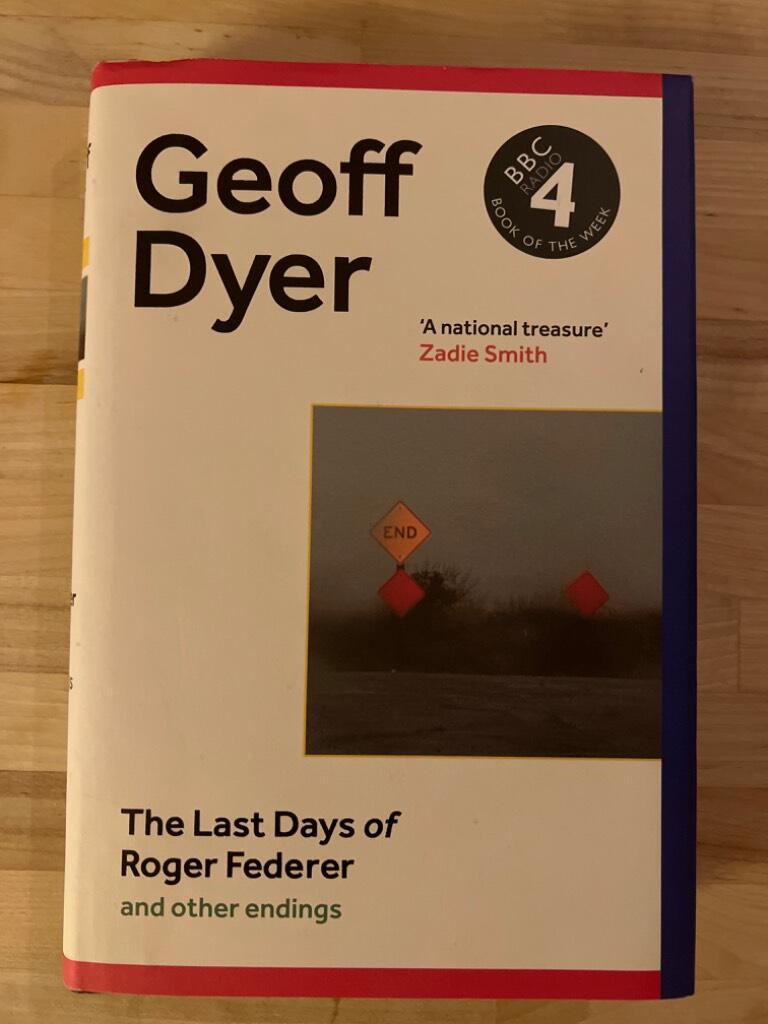 Geoff
Dyer
BBC
RADIO
4
BOOK OF THE WEEK
‘A national treasure’
Zadie Smith
END
The Last Days of
Roger Federer
and other endings